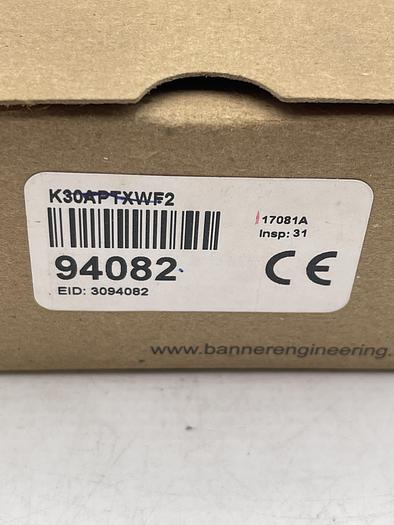 K30APTXWF2
94082
EID: 3094082
17081A
Insp: 31
CE
www.bannerengineering.